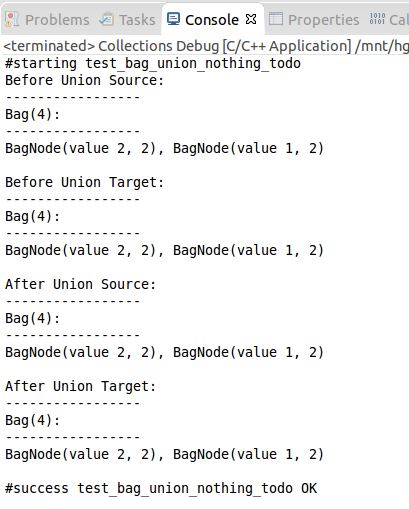 Problems Tasks Console Properties Cal
<terminated> Collections Debug [C/C++ Application] /mnt/hg
#starting test_bag_union_nothing_todo
Before Union Source:
-----------------
Bag(4):
-----------------
BagNode(value 2, 2), BagNode(value 1, 2)

Before Union Target:
-----------------
Bag(4):
-----------------
BagNode(value 2, 2), BagNode(value 1, 2)

After Union Source:
-----------------
Bag(4):
-----------------
BagNode(value 2, 2), BagNode(value 1, 2)

After Union Target:
-----------------
Bag(4):
-----------------
BagNode(value 2, 2), BagNode(value 1, 2)

#success test_bag_union_nothing_todo OK